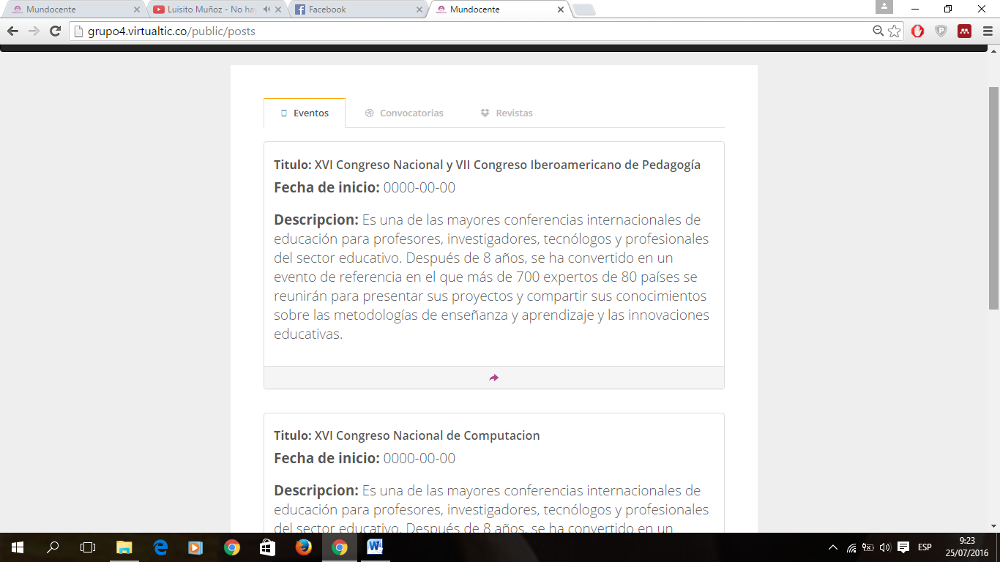 Mundocente
Luisito Muñoz - No ha
Facebook
Mundocente
grupo4.virtualtic.co/public/posts
Eventos
Convocatorias
Revistas
Titulo: XVI Congreso Nacional y VII Congreso Iberoamericano de Pedagogía
Fecha de inicio: 0000-00-00
Descripcion: Es una de las mayores conferencias internacionales de
educación para profesores, investigadores, tecnólogos y profesionales
del sector educativo. Después de 8 años, se ha convertido en un
evento de referencia en el que más de 700 expertos de 80 países se
reunirán para presentar sus proyectos y compartir sus conocimientos
sobre las metodologías de enseñanza y aprendizaje y las innovaciones
educativas.
Titulo: XVI Congreso Nacional de Computacion
Fecha de inicio: 0000-00-00
Descripcion: Es una de las mayores conferencias internacionales de
educación para profesores, investigadores, tecnólogos y profesionales
del sector educativo. Después de 8 años, se ha convertido en un
ESP
9:23
25/07/2016